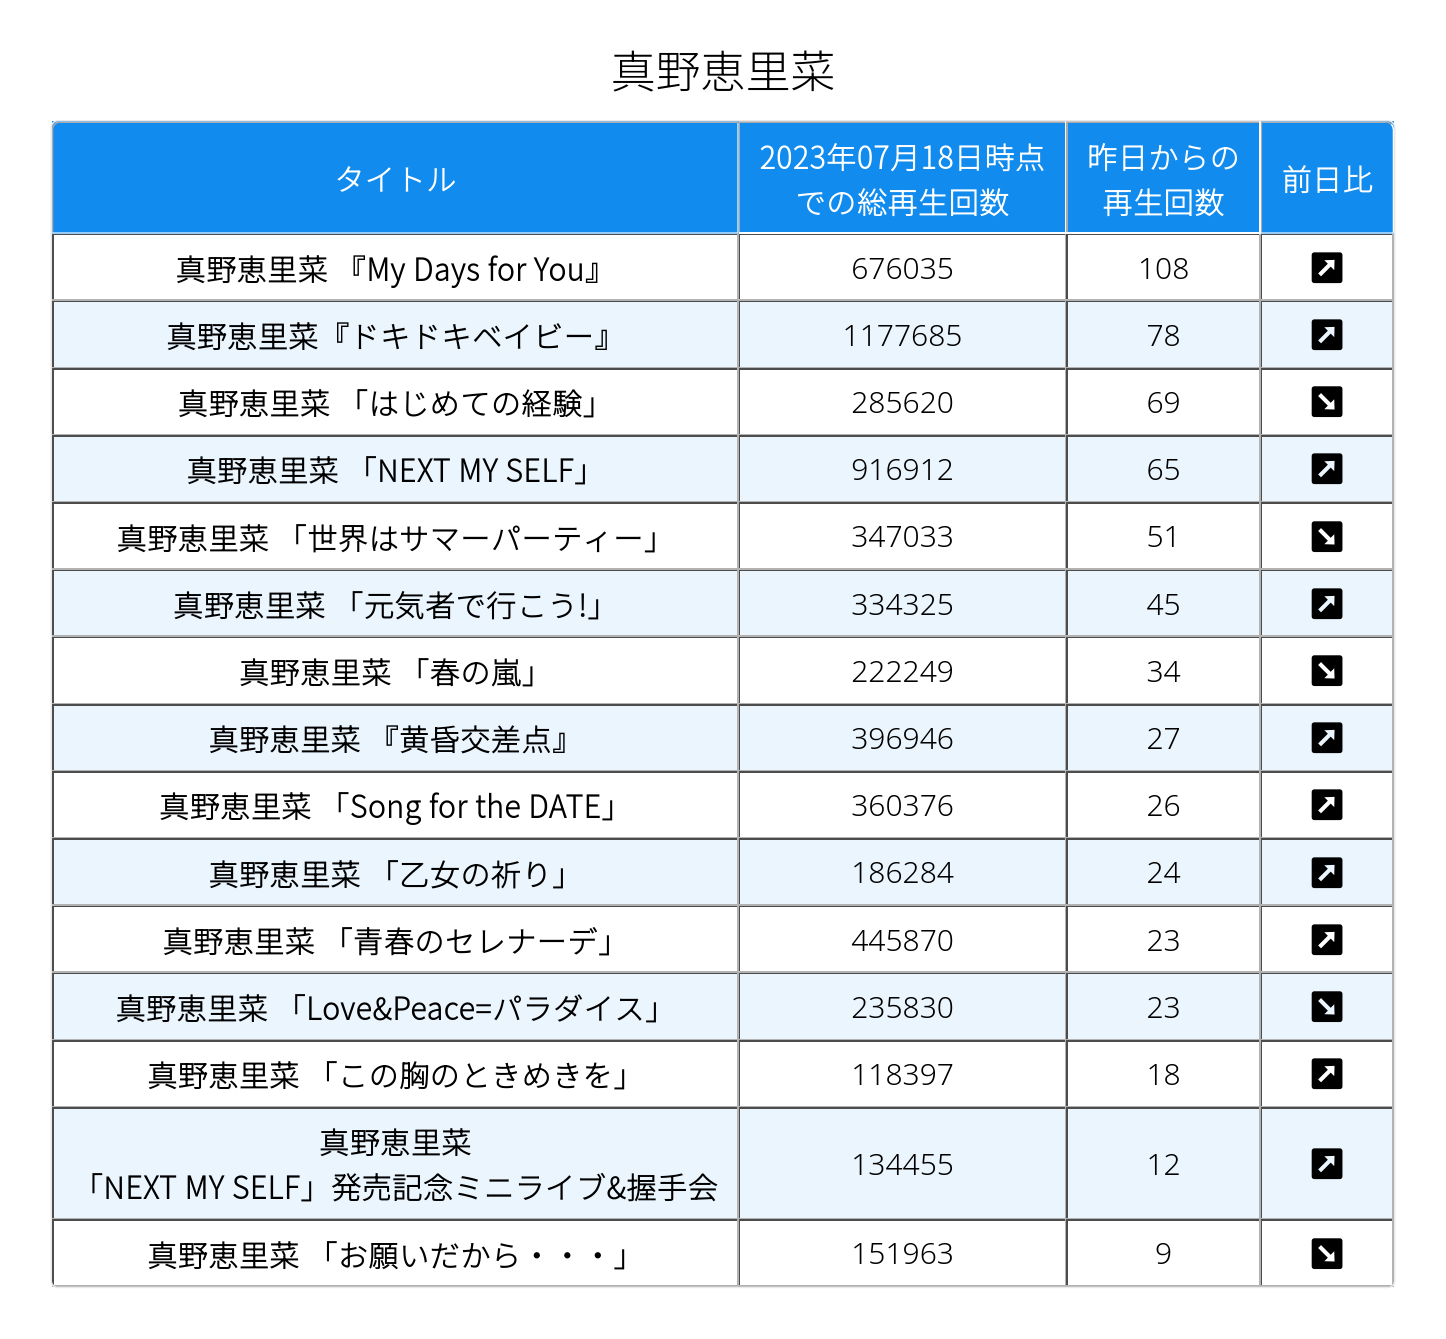 真野恵里菜
タイトル
2023年07月18日時点
での総再生回数
昨日からの
再生回数
前日比
真野恵里菜 『My Days for You』 676035 108
真野恵里菜『ドキドキベイビー』 1177685 78
真野恵里菜 「はじめての経験」 285620 69
真野恵里菜 「NEXT MY SELF」 916912 65
真野恵里菜 「世界はサマーパーティー」 347033 51
真野恵里菜 「元気者で行こう!」 334325 45
真野恵里菜 「春の嵐」 222249 34
真野恵里菜 『黄昏交差点』 396946 27
真野恵里菜 「Song for the DATE」 360376 26
真野恵里菜 「乙女の祈り」 186284 24
真野恵里菜 「青春のセレナーデ」 445870 23
真野恵里菜 「Love&Peace=パラダイス」 235830 23
真野恵里菜 「この胸のときめきを」 118397 18
真野恵里菜
「NEXT MY SELF」発売記念ミニライブ&握手会 134455 12
真野恵里菜 「お願いだから・・・」 151963 9